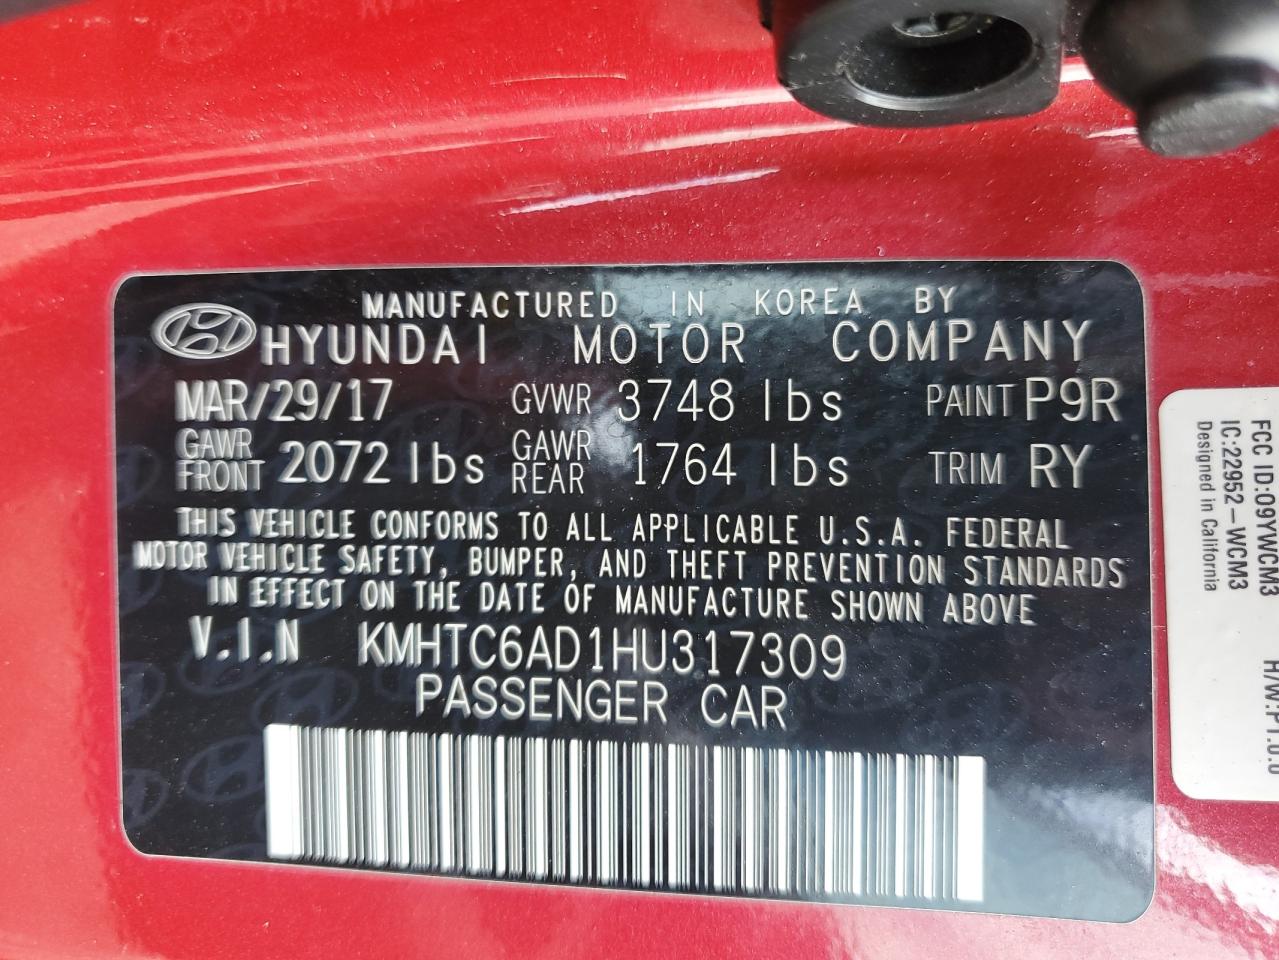 MANUFACTURED IN KOREA BY
HYUNDAI MOTOR COMPANY
MAR/29/17 GVWR 3748 lbs PAINT P9R
GAWR FRONT 2072 lbs GAWR REAR 1764 lbs TRIM RY
THIS VEHICLE CONFORMS TO ALL APPLICABLE U.S.A. FEDERAL
MOTOR VEHICLE SAFETY, BUMPER, AND THEFT PREVENTION STANDARDS
IN EFFECT ON THE DATE OF MANUFACTURE SHOWN ABOVE
V.I.N KMHTC6AD1HU317309
PASSENGER CAR
FCC ID:O9YWCM3
IC:22952-WCM3
Designed in California